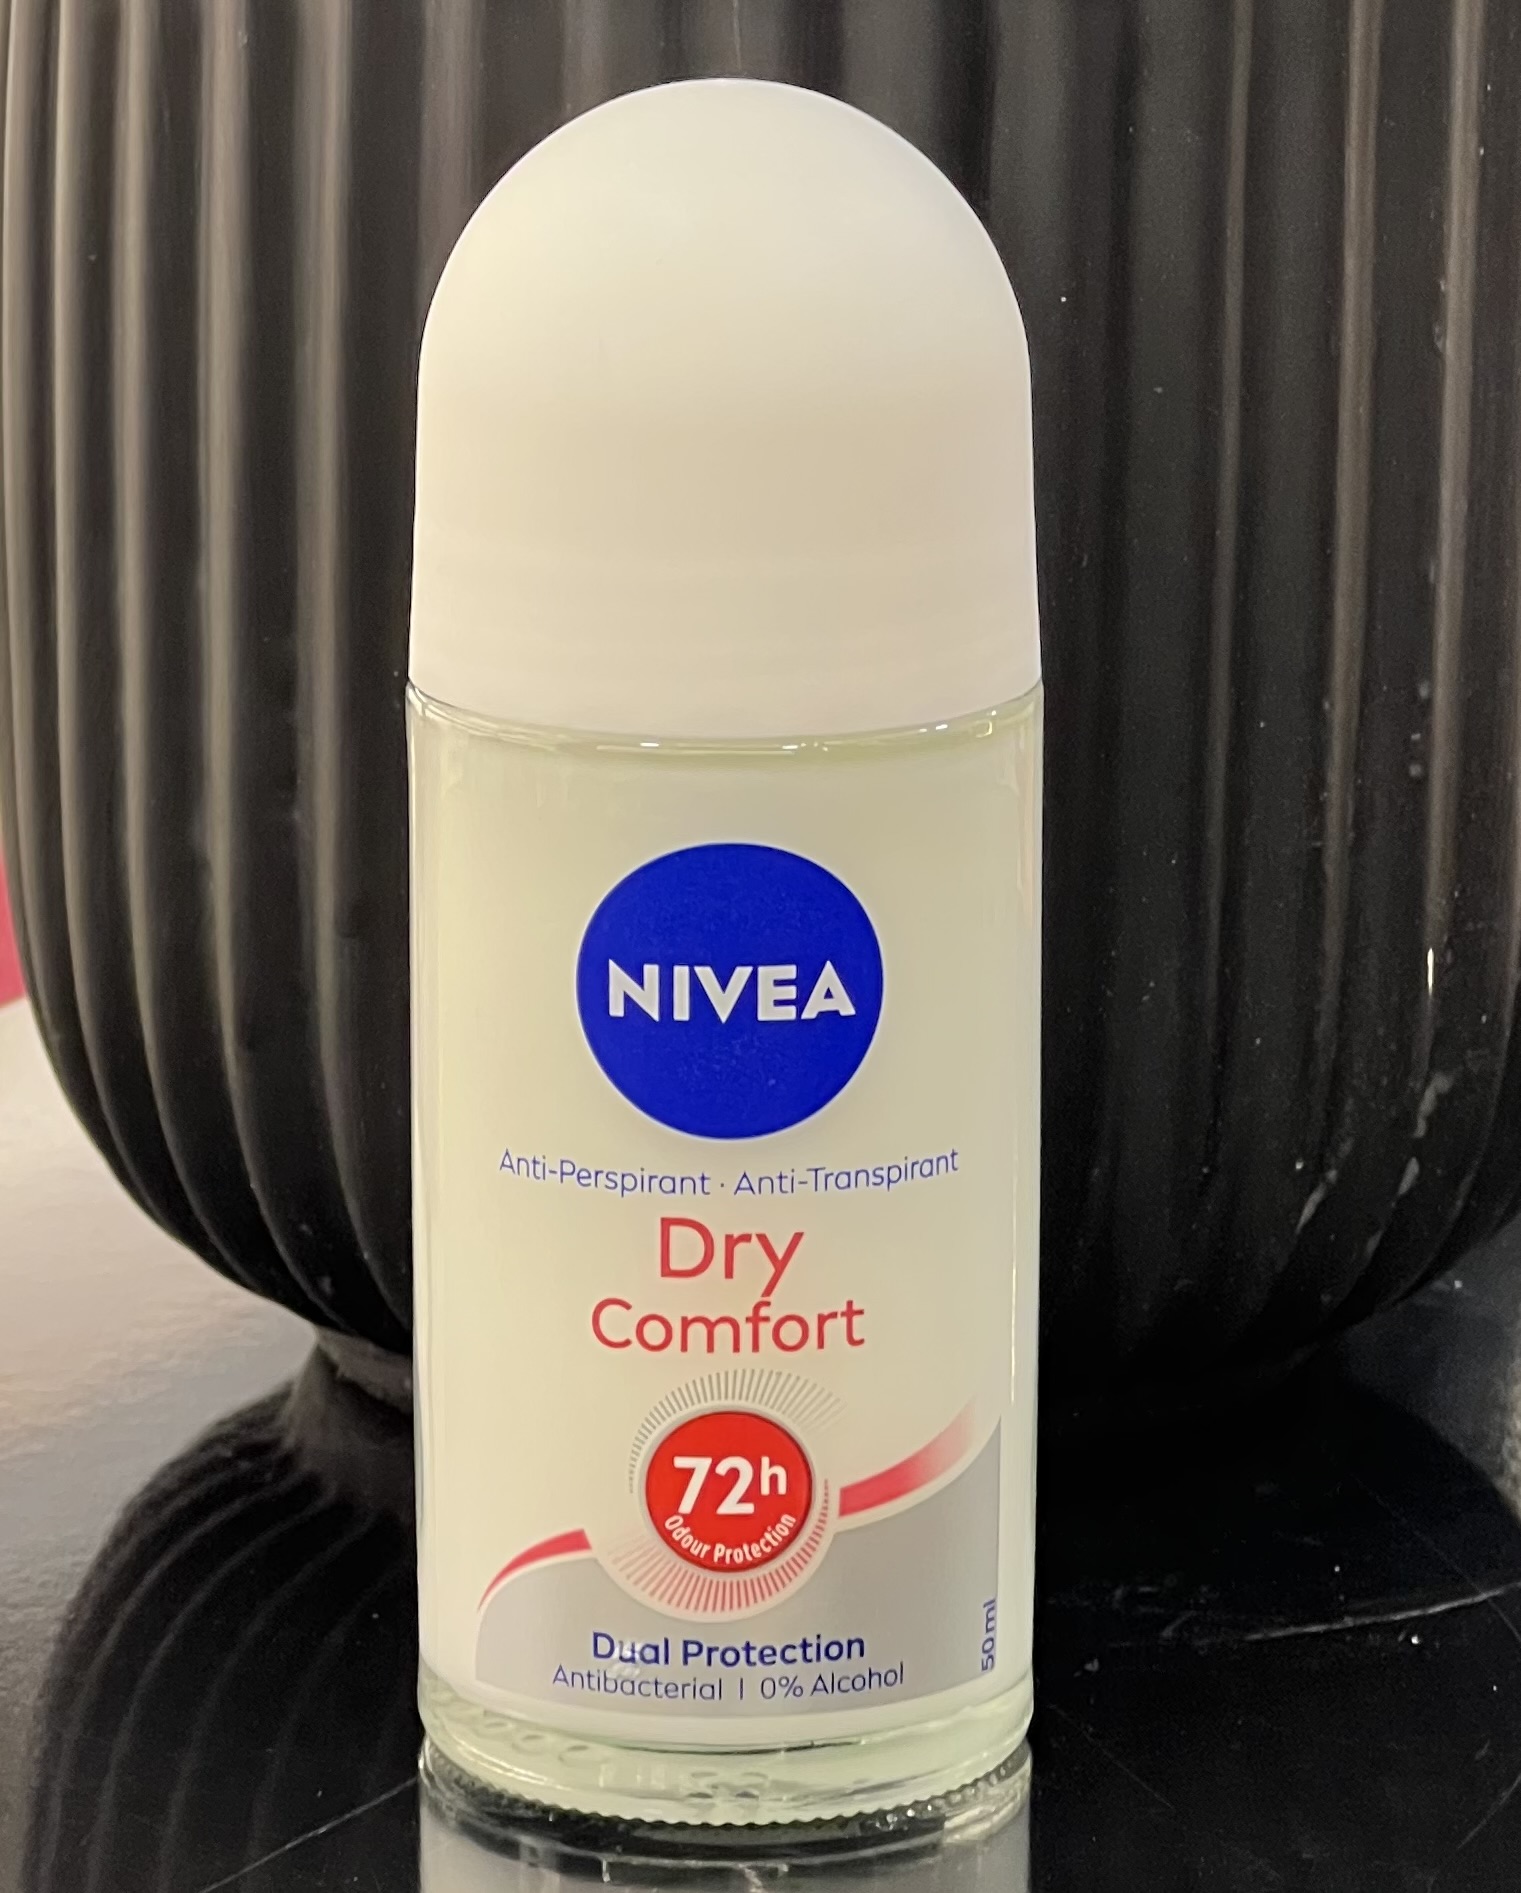 NIVEA
Anti-Perspirant · Anti-Transpirant
Dry
Comfort
72h
Odour Protection
Dual Protection
Antibacterial | 0% Alcohol
50ml